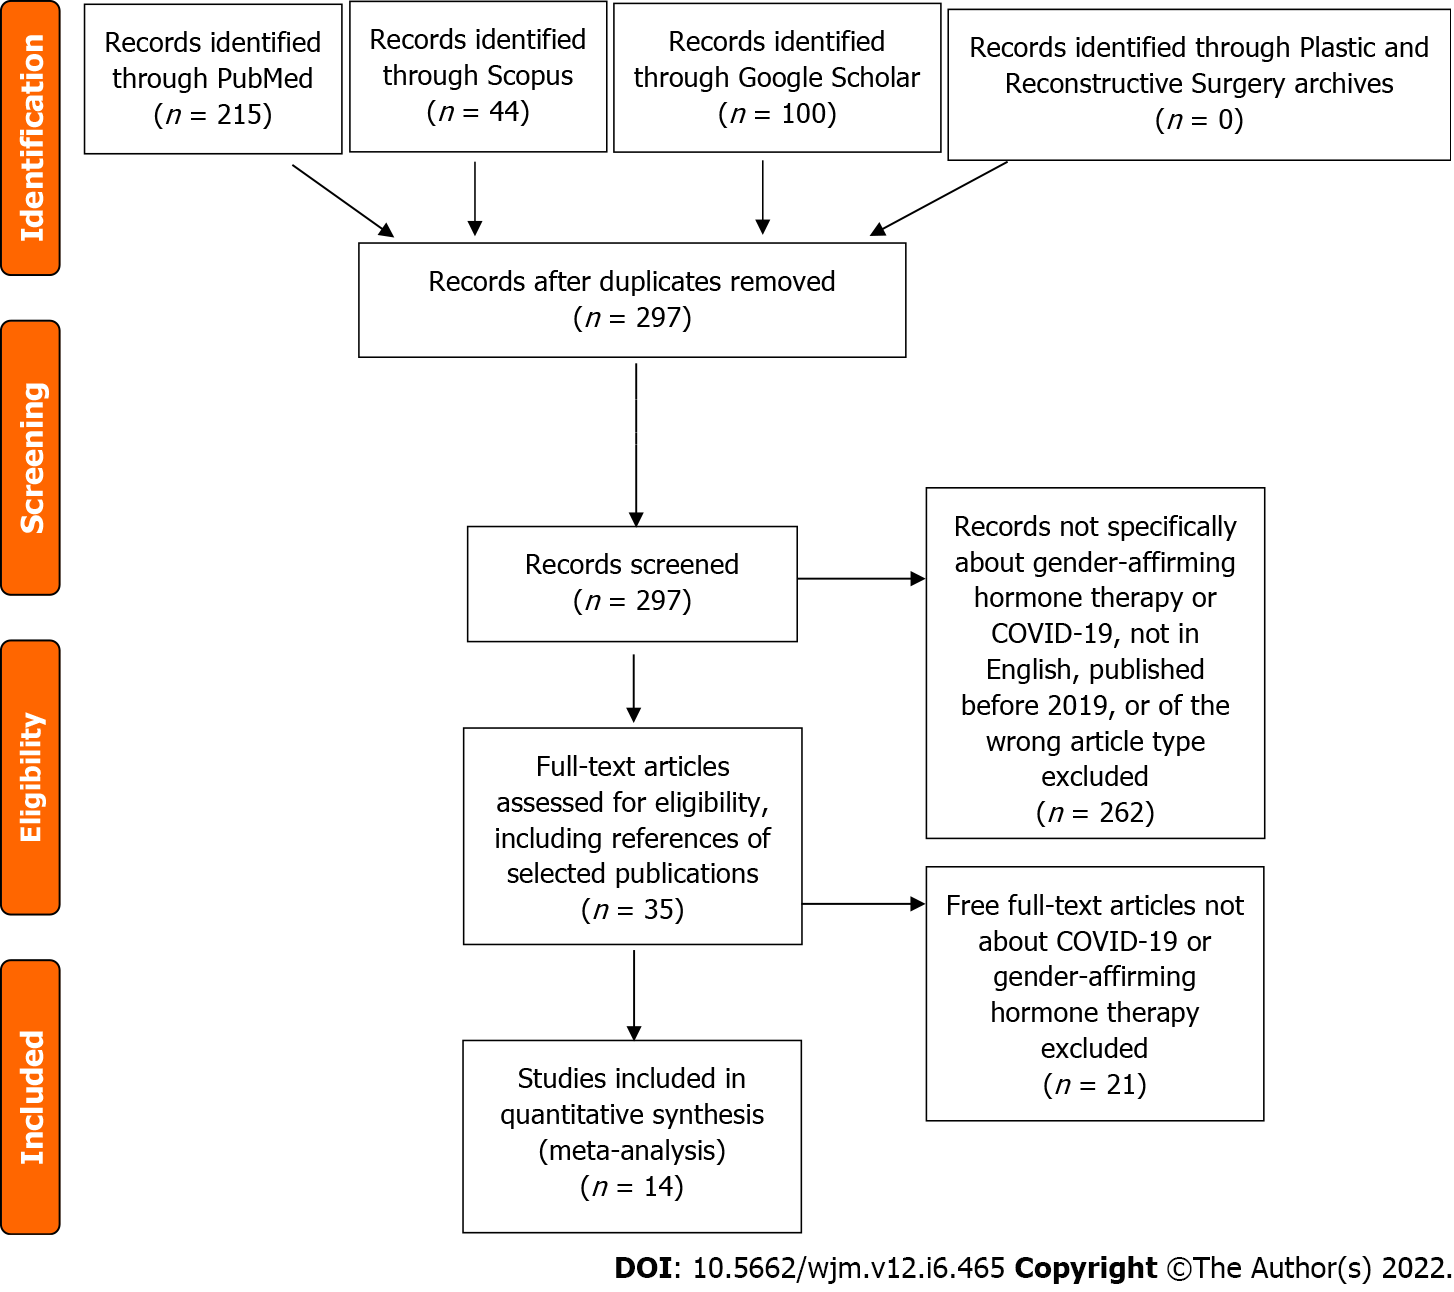 Identification
Records identified
through PubMed
(n = 215)
Records identified
through Scopus
(n = 44)
Records identified
through Google Scholar
(n = 100)
Records identified through Plastic and
Reconstructive Surgery archives
(n = 0)
Records after duplicates removed
(n = 297)
Screening
Records screened
(n = 297)
Records not specifically
about gender-affirming
hormone therapy or
COVID-19, not in
English, published
before 2019, or of the
wrong article type
excluded
(n = 262)
Eligibility
Full-text articles
assessed for eligibility,
including references of
selected publications
(n = 35)
Free full-text articles not
about COVID-19 or
gender-affirming
hormone therapy
excluded
(n = 21)
Included
Studies included in
quantitative synthesis
(meta-analysis)
(n = 14)
DOI: 10.5662/wjm.v12.i6.465 Copyright ©The Author(s) 2022.